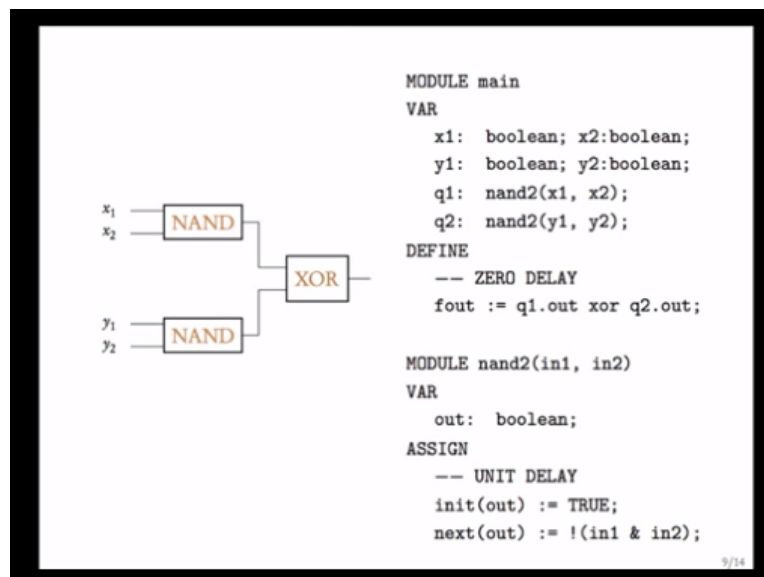 x1
x2
NAND
XOR
y1
y2
NAND
MODULE main
VAR
x1: boolean; x2:boolean;
y1: boolean; y2:boolean;
q1: nand2(x1, x2);
q2: nand2(y1, y2);
DEFINE
-- ZERO DELAY
fout := q1.out xor q2.out;
MODULE nand2(in1, in2)
VAR
out: boolean;
ASSIGN
-- UNIT DELAY
init(out) := TRUE;
next(out) := !(in1 & in2);
9/14